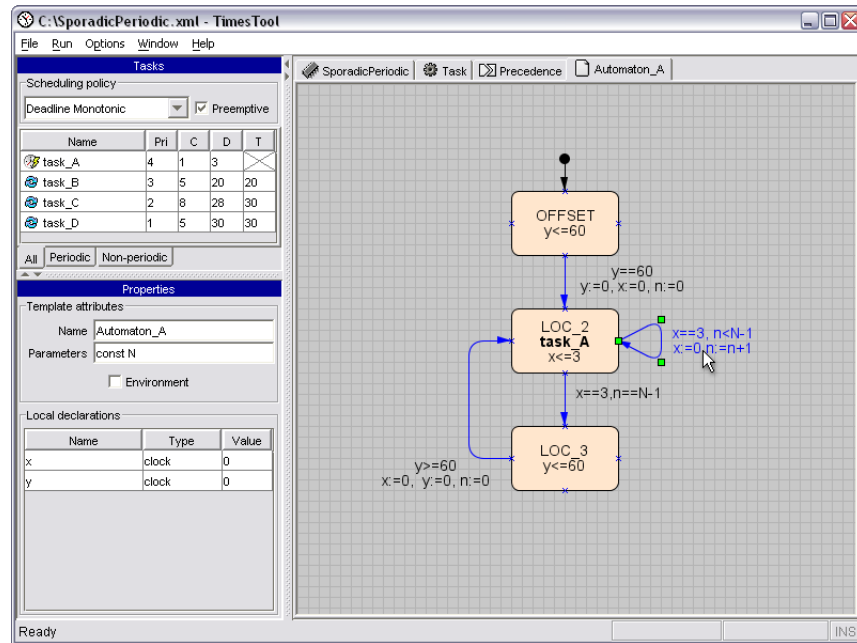 C:\SporadicPeriodic.xml - TimesTool
File Run Options Window Help
Tasks
Scheduling policy
Deadline Monotonic Preemptive
Name Pri C D T
task_A 4 1 3
task_B 3 5 20 20
task_C 2 8 28 30
task_D 1 5 30 30
All Periodic Non-periodic
Properties
Template attributes
Name Automaton_A
Parameters const N
Environment
Local declarations
Name Type Value
x clock 0
y clock 0
SporadicPeriodic Task Precedence Automaton_A
OFFSET
y<=60
y==60
y:=0, x:=0, n:=0
LOC_2
task_A
x<=3
x==3, n<N-1
x:=0,n:=n+1
x==3,n==N-1
LOC_3
y<=60
y>=60
x:=0, y:=0, n:=0
Ready INS